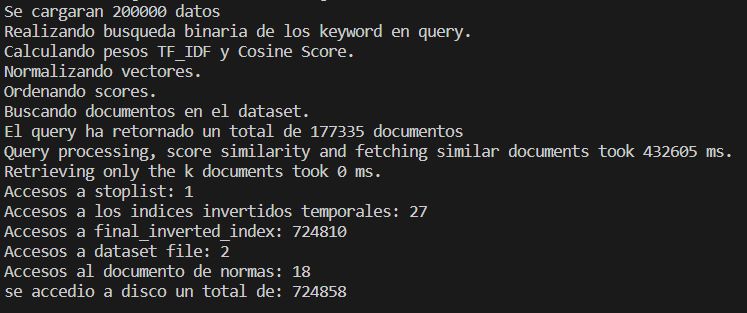 Se cargaran 200000 datos
Realizando busqueda binaria de los keyword en query.
Calculando pesos TF_IDF y Cosine Score.
Normalizando vectores.
Ordenando scores.
Buscando documentos en el dataset.
El query ha retornado un total de 177335 documentos
Query processing, score similarity and fetching similar documents took 432605 ms.
Retrieving only the k documents took 0 ms.
Accesos a stoplist: 1
Accesos a los indices invertidos temporales: 27
Accesos a final_inverted_index: 724810
Accesos a dataset file: 2
Accesos al documento de normas: 18
se accedio a disco un total de: 724858